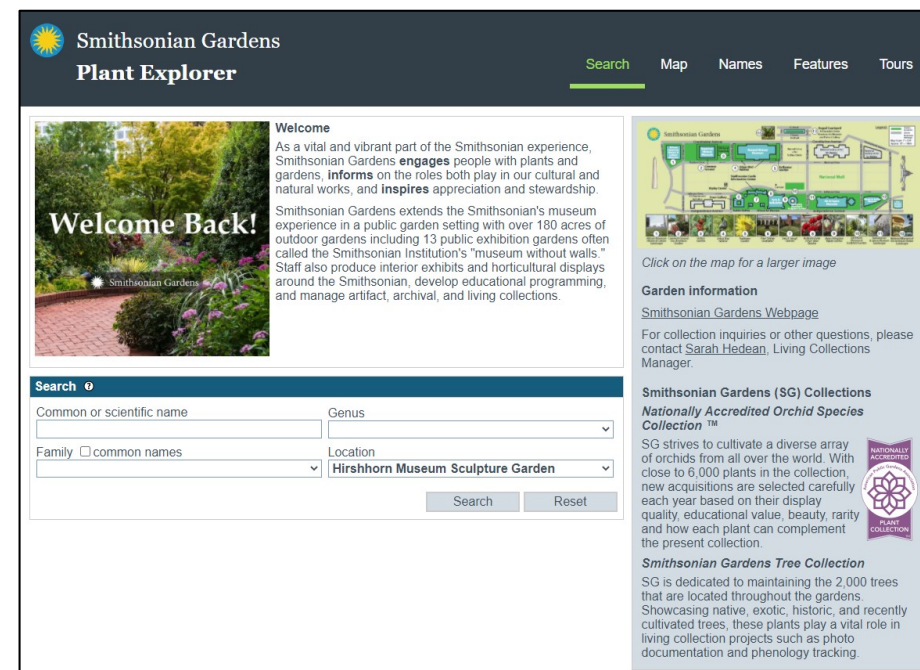 Smithsonian Gardens
Plant Explorer
Search Map Names Features Tours
Welcome Back!
Smithsonian Gardens
Welcome
As a vital and vibrant part of the Smithsonian experience,
Smithsonian Gardens engages people with plants and
gardens, informs on the roles both play in our cultural and
natural works, and inspires appreciation and stewardship.
Smithsonian Gardens extends the Smithsonian's museum
experience in a public garden setting with over 180 acres of
outdoor gardens including 13 public exhibition gardens often
called the Smithsonian Institution's "museum without walls."
Staff also produce interior exhibits and horticultural displays
around the Smithsonian, develop educational programming,
and manage artifact, archival, and living collections.
Search
Common or scientific name
Genus
Family common names
Location
Hirshhorn Museum Sculpture Garden
Search Reset
Smithsonian Gardens
National Mall
Click on the map for a larger image
Garden information
Smithsonian Gardens Webpage
For collection inquiries or other questions, please
contact Sarah Hedean, Living Collections
Manager.
Smithsonian Gardens (SG) Collections
Nationally Accredited Orchid Species
Collection ™
SG strives to cultivate a diverse array
of orchids from all over the world. With
close to 6,000 plants in the collection,
new acquisitions are selected carefully
each year based on their display
quality, educational value, beauty, rarity
and how each plant can complement
the present collection.
NATIONALLY
ACCREDITED
PLANT
COLLECTION
Smithsonian Gardens Tree Collection
SG is dedicated to maintaining the 2,000 trees
that are located throughout the gardens.
Showcasing native, exotic, historic, and recently
cultivated trees, these plants play a vital role in
living collection projects such as photo
documentation and phenology tracking.